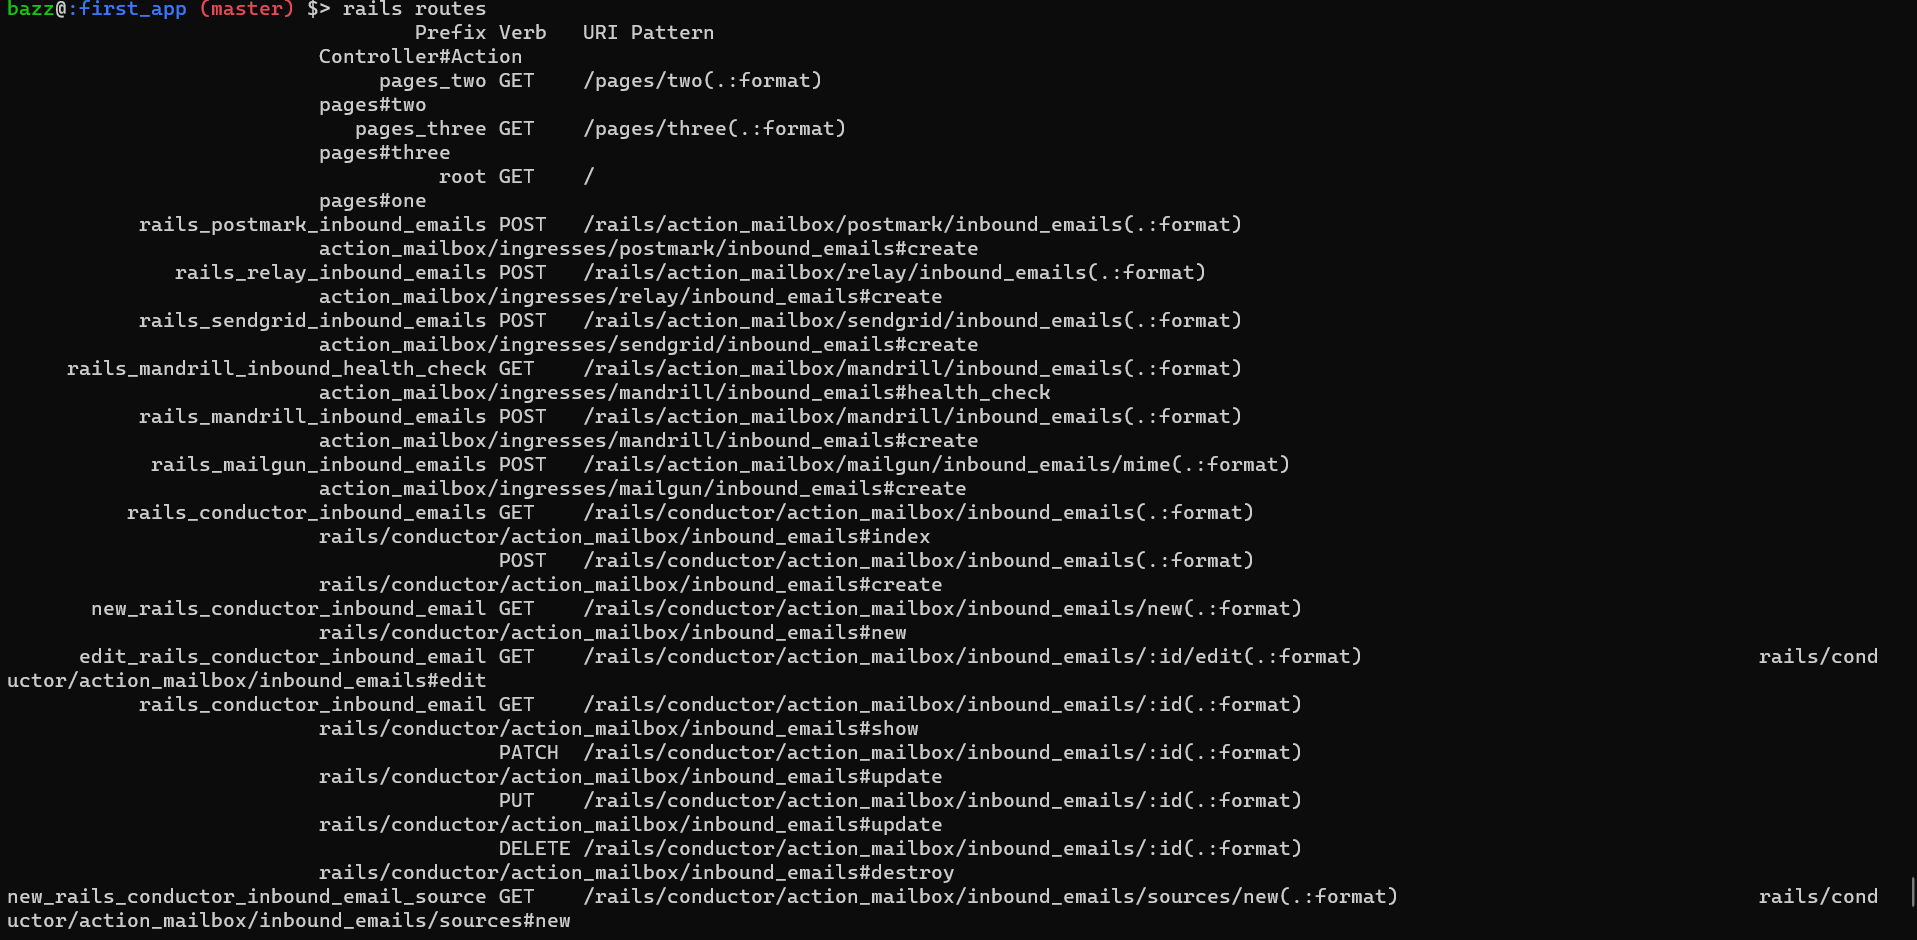 bazz@:first_app (master) $> rails routes
Prefix Verb   URI Pattern
Controller#Action
pages_two GET    /pages/two(.:format)
pages#two
pages_three GET    /pages/three(.:format)
pages#three
root GET    /
pages#one
rails_postmark_inbound_emails POST   /rails/action_mailbox/postmark/inbound_emails(.:format)
action_mailbox/ingresses/postmark/inbound_emails#create
rails_relay_inbound_emails POST   /rails/action_mailbox/relay/inbound_emails(.:format)
action_mailbox/ingresses/relay/inbound_emails#create
rails_sendgrid_inbound_emails POST   /rails/action_mailbox/sendgrid/inbound_emails(.:format)
action_mailbox/ingresses/sendgrid/inbound_emails#create
rails_mandrill_inbound_health_check GET    /rails/action_mailbox/mandrill/inbound_emails(.:format)
action_mailbox/ingresses/mandrill/inbound_emails#health_check
rails_mandrill_inbound_emails POST   /rails/action_mailbox/mandrill/inbound_emails(.:format)
action_mailbox/ingresses/mandrill/inbound_emails#create
rails_mailgun_inbound_emails POST   /rails/action_mailbox/mailgun/inbound_emails/mime(.:format)
action_mailbox/ingresses/mailgun/inbound_emails#create
rails_conductor_inbound_emails GET    /rails/conductor/action_mailbox/inbound_emails(.:format)
rails/conductor/action_mailbox/inbound_emails#index
POST   /rails/conductor/action_mailbox/inbound_emails(.:format)
rails/conductor/action_mailbox/inbound_emails#create
new_rails_conductor_inbound_email GET    /rails/conductor/action_mailbox/inbound_emails/new(.:format)
rails/conductor/action_mailbox/inbound_emails#new
edit_rails_conductor_inbound_email GET    /rails/conductor/action_mailbox/inbound_emails/:id/edit(.:format)    rails/cond
uctor/action_mailbox/inbound_emails#edit
rails_conductor_inbound_email GET    /rails/conductor/action_mailbox/inbound_emails/:id(.:format)
rails/conductor/action_mailbox/inbound_emails#show
PATCH  /rails/conductor/action_mailbox/inbound_emails/:id(.:format)
rails/conductor/action_mailbox/inbound_emails#update
PUT    /rails/conductor/action_mailbox/inbound_emails/:id(.:format)
rails/conductor/action_mailbox/inbound_emails#update
DELETE /rails/conductor/action_mailbox/inbound_emails/:id(.:format)
rails/conductor/action_mailbox/inbound_emails#destroy
new_rails_conductor_inbound_email_source GET    /rails/conductor/action_mailbox/inbound_emails/sources/new(.:format)    rails/cond
uctor/action_mailbox/inbound_emails/sources#new